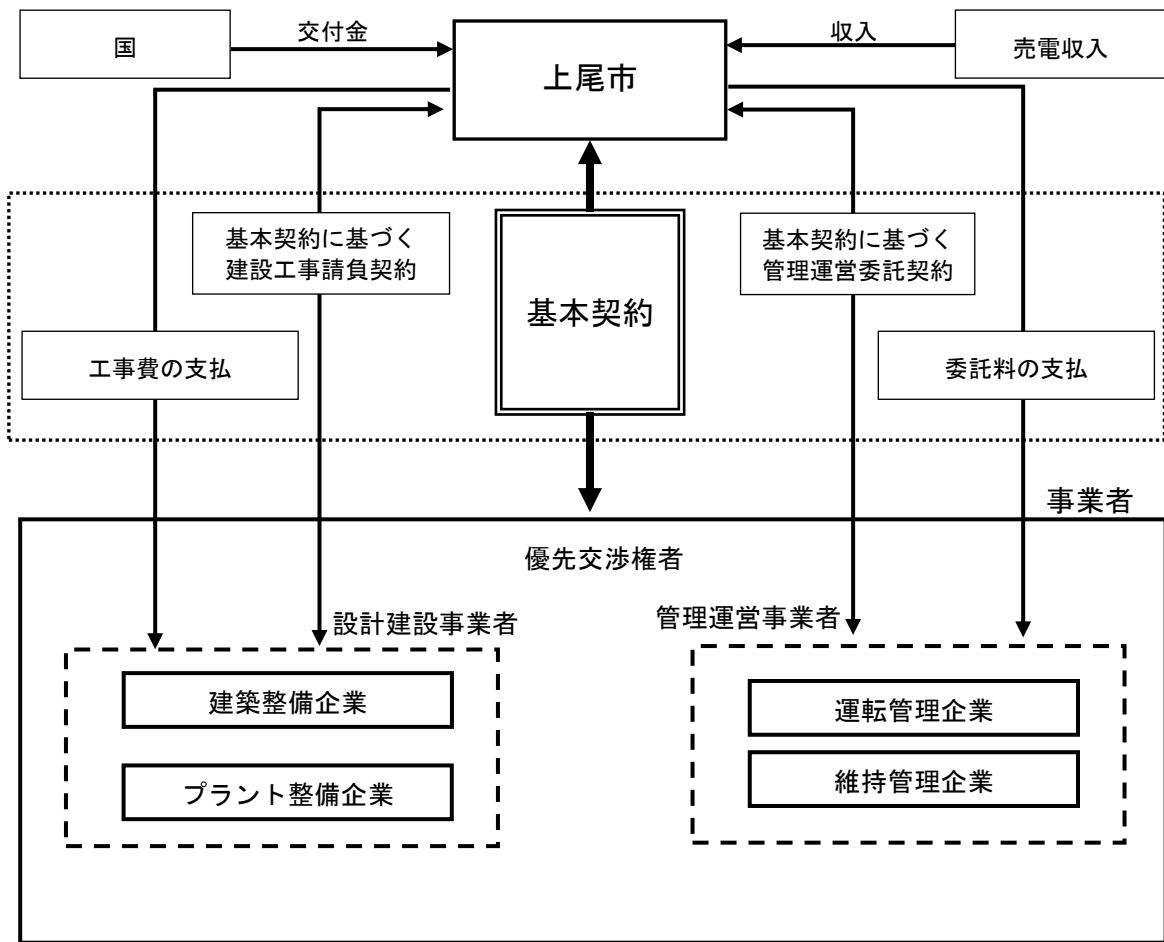 国
交付金
上尾市
収入
売電収入
基本契約に基づく
建設工事請負契約
基本契約
基本契約に基づく
管理運営委託契約
工事費の支払
委託料の支払
事業者
優先交渉権者
設計建設事業者
管理運営事業者
建築整備企業
プラント整備企業
運転管理企業
維持管理企業